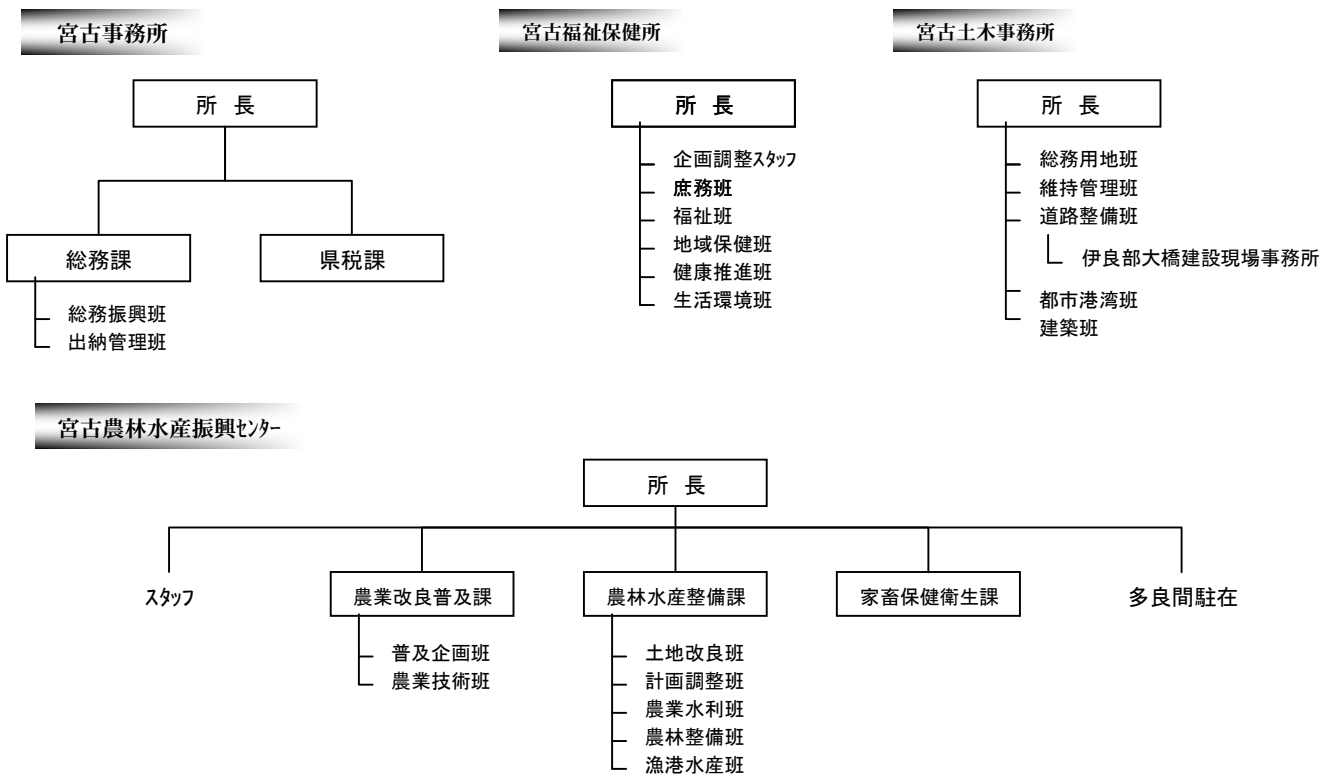 宮古事務所
所 長
総務課
総務振興班
出納管理班
県税課
宮古福祉保健所
所 長
企画調整ｽﾀｯﾌ
庶務班
福祉班
地域保健班
健康推進班
生活環境班
宮古土木事務所
所 長
総務用地班
維持管理班
道路整備班
伊良部大橋建設現場事務所
都市港湾班
建築班
宮古農林水産振興ｾﾝﾀｰ
所 長
ｽﾀｯﾌ
農業改良普及課
普及企画班
農業技術班
農林水産整備課
土地改良班
計画調整班
農業水利班
農林整備班
漁港水産班
家畜保健衛生課
多良間駐在